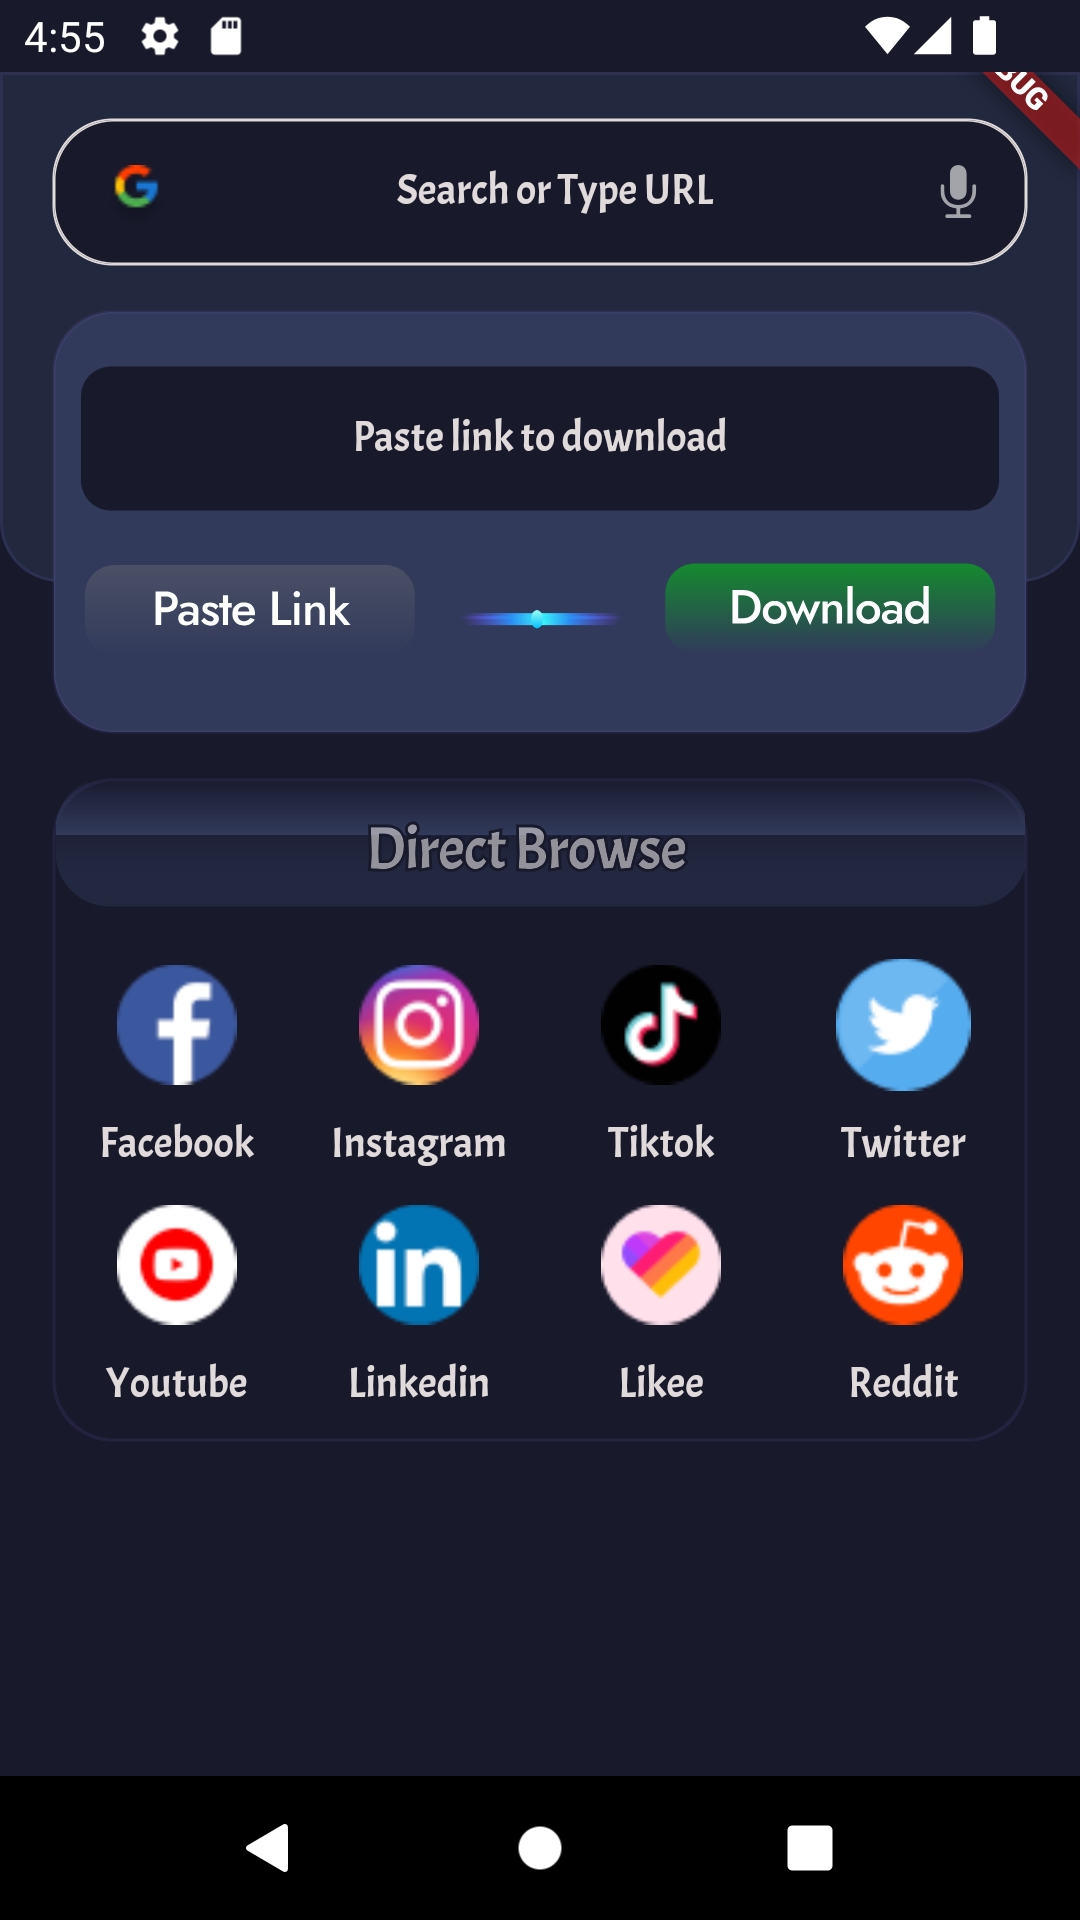 4:55
BUG
Search or Type URL
Paste link to download
Paste Link
Download
Direct Browse
Facebook
Instagram
Tiktok
Twitter
Youtube
Linkedin
Likee
Reddit